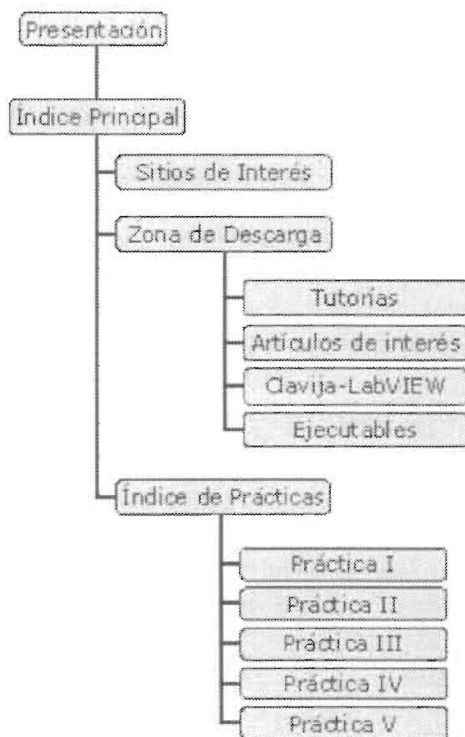 Presentación
Índice Principal
Sitios de Interés
Zona de Descarga
Tutorías
Artículos de interés
Clavija-LabVIEW
Ejecutables
Índice de Prácticas
Práctica I
Práctica II
Práctica III
Práctica IV
Práctica V